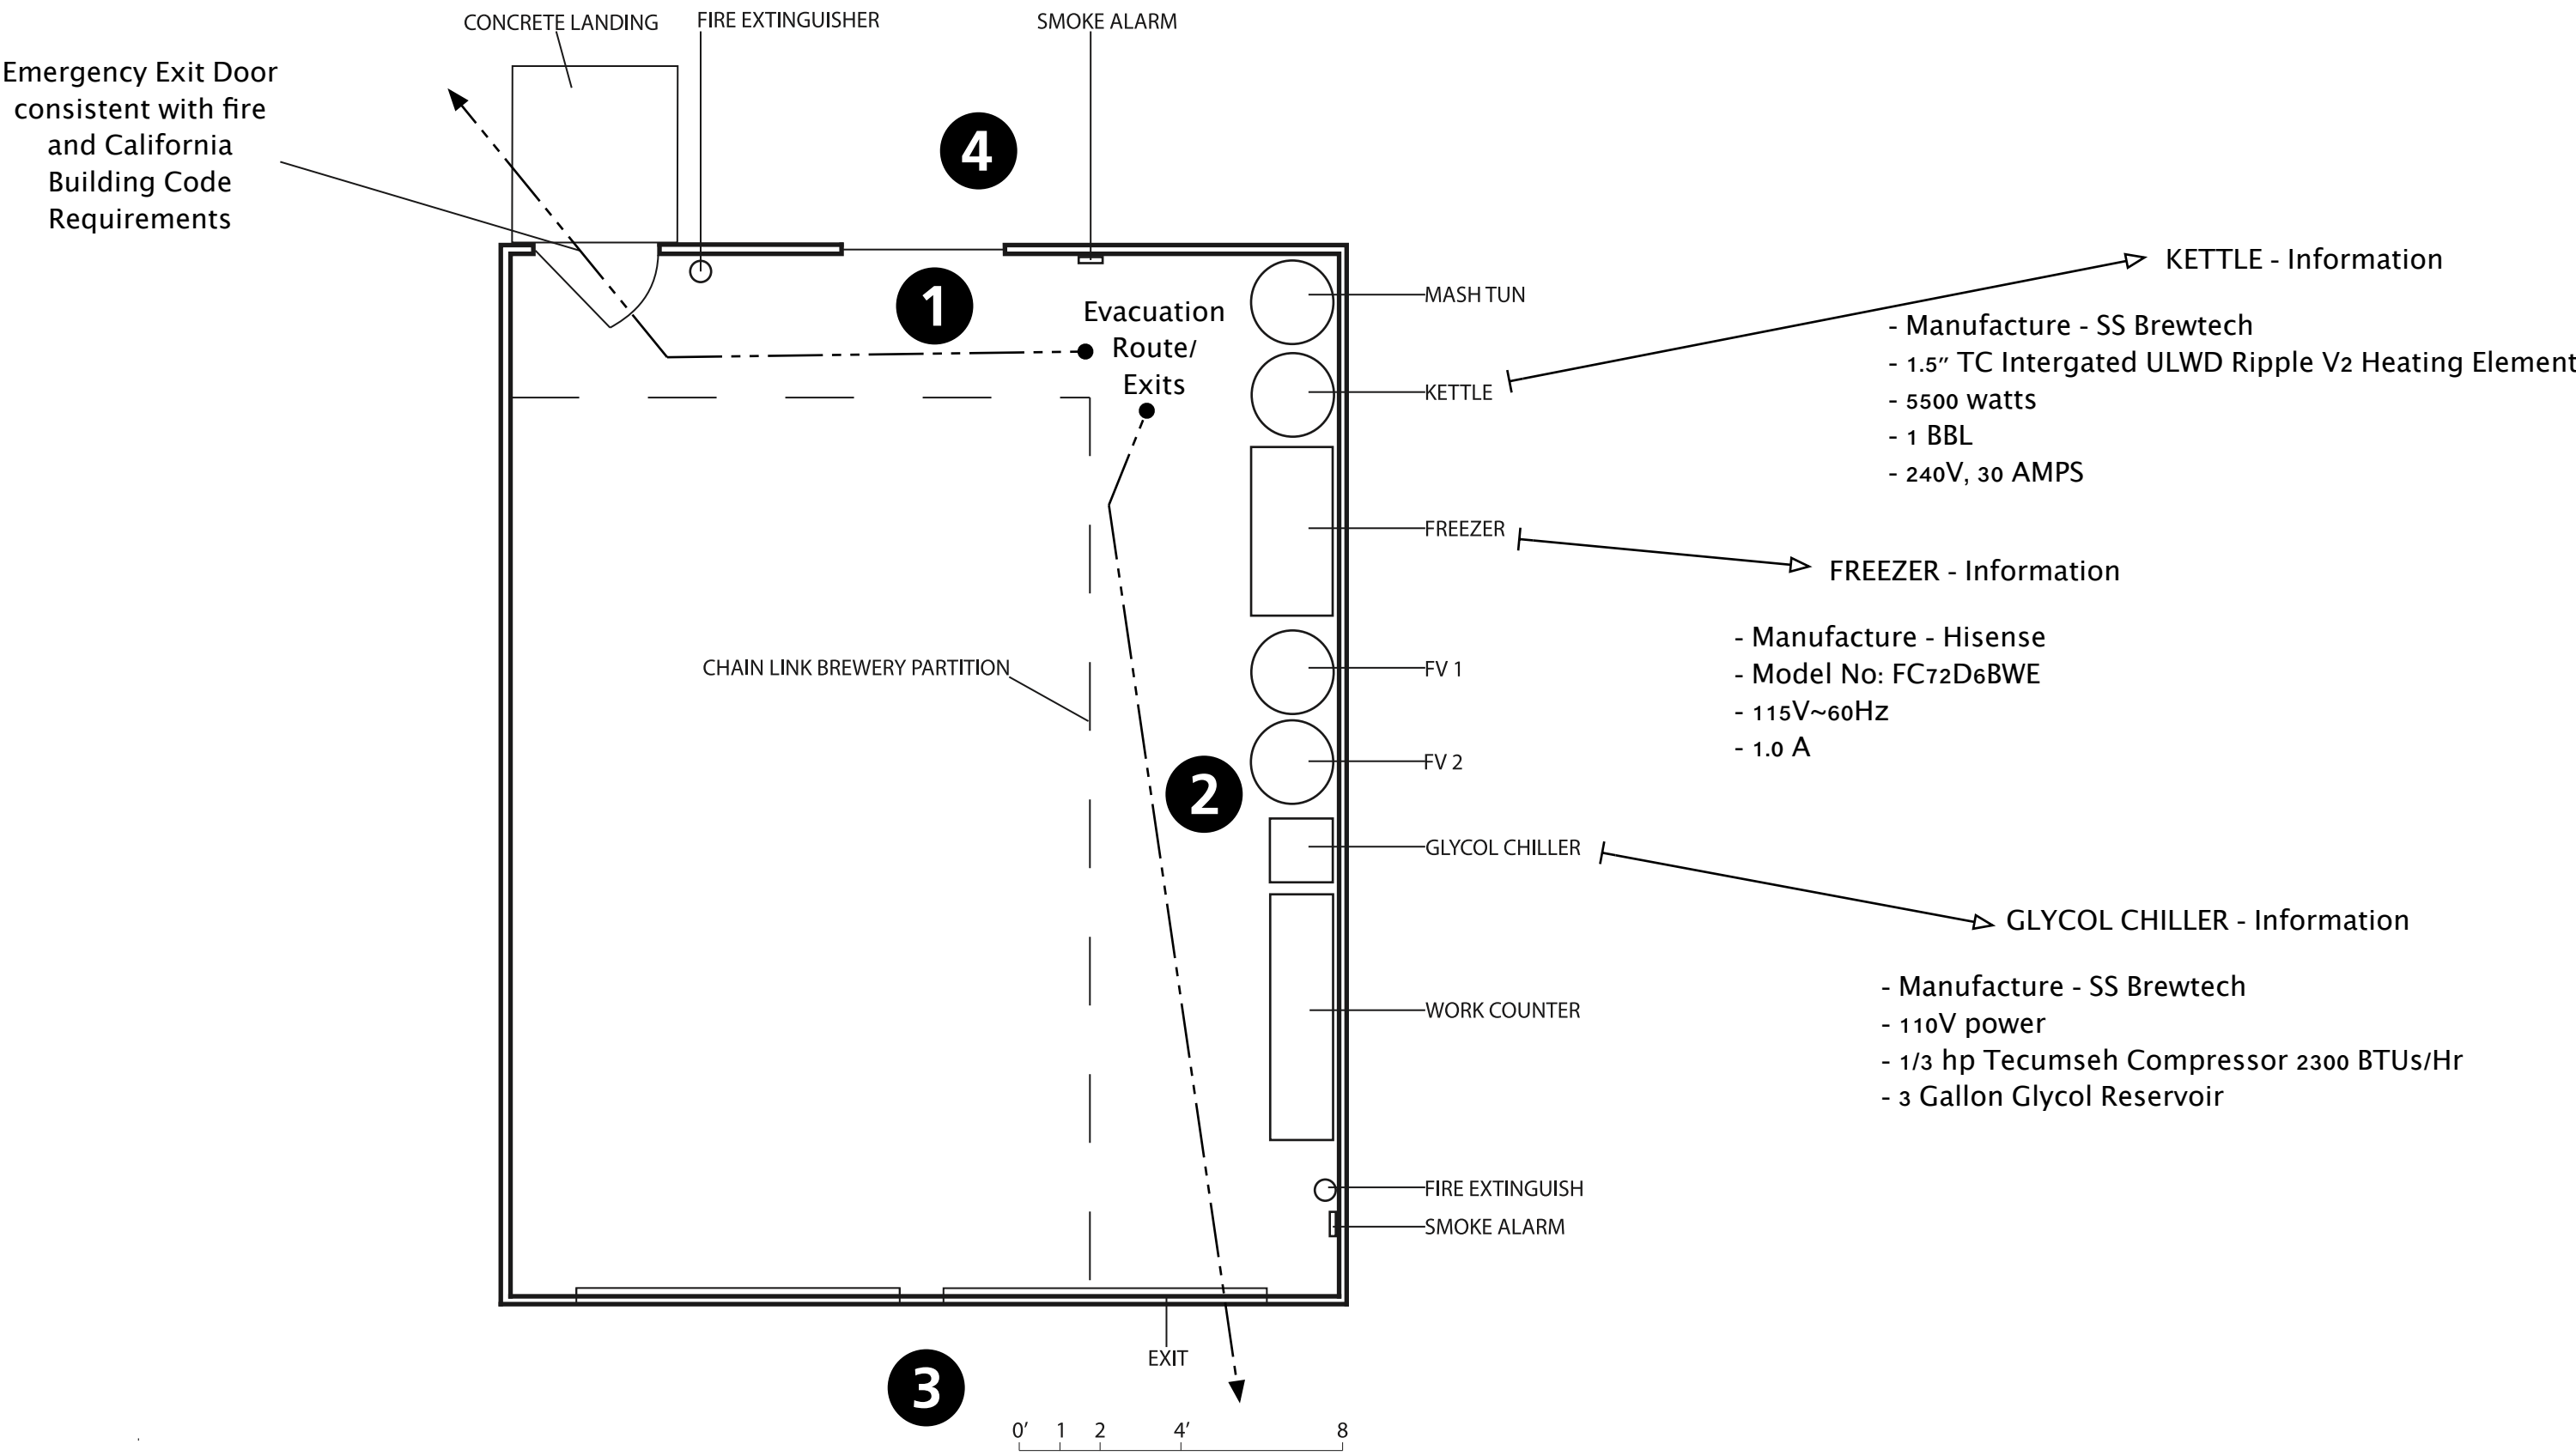 CONCRETE LANDING
FIRE EXTINGUISHER
SMOKE ALARM
Emergency Exit Door
consistent with fire
and California
Building Code
Requirements
4
1
Evacuation
Route/
Exits
MASH TUN
KETTLE
KETTLE - Information
- Manufacture - SS Brewtech
- 1.5" TC Intergated ULWD Ripple V2 Heating Element
- 5500 watts
- 1 BBL
- 240V, 30 AMPS
FREEZER
FREEZER - Information
- Manufacture - Hisense
- Model No: FC72D6BWE
- 115V~60Hz
- 1.0 A
CHAIN LINK BREWERY PARTITION
FV 1
FV 2
2
GLYCOL CHILLER
GLYCOL CHILLER - Information
- Manufacture - SS Brewtech
- 110V power
- 1/3 hp Tecumseh Compressor 2300 BTUs/Hr
- 3 Gallon Glycol Reservoir
WORK COUNTER
FIRE EXTINGUISH
SMOKE ALARM
EXIT
3
0' 1 2 4' 8